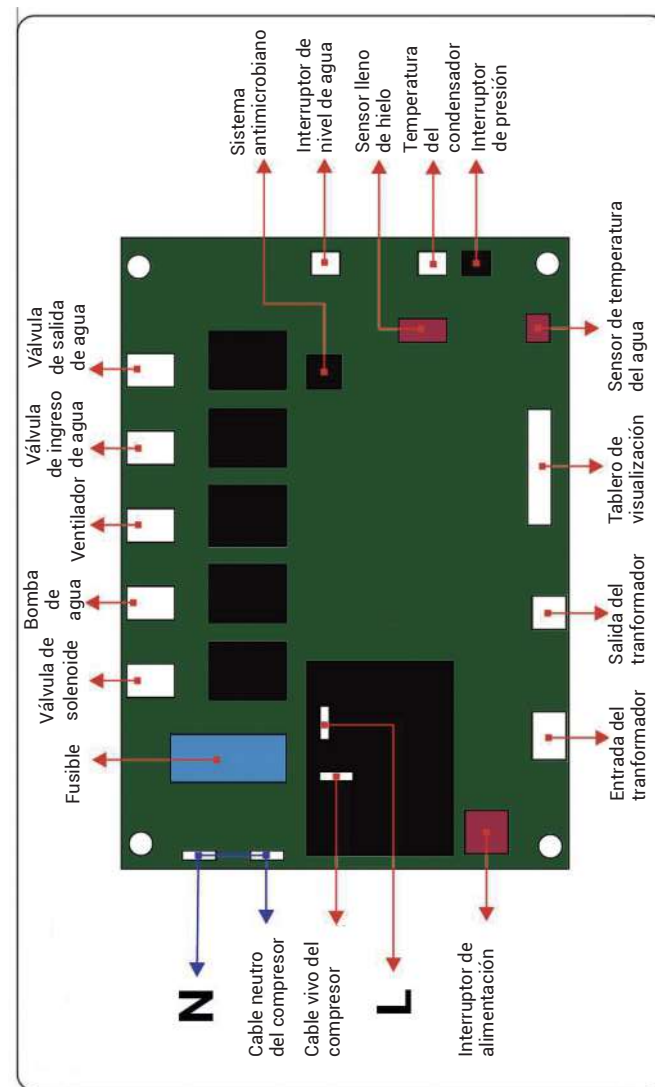 Sistema
antimicrobiano
Interruptor de
nivel de agua
Sensor lleno
de hielo
Temperatura
del
condensador
Interruptor
de presión
Válvula
de salida
de agua
Válvula
de ingreso
de agua
Ventilador
Bomba
de
agua
Válvula de
solenoide
Fusible
N
Cable neutro
del compresor
Cable vivo del
compresor
L
Interruptor de
alimentación
Entrada del
tranformador
Salida del
tranformador
Tablero de
visualización
Sensor de temperatura
del agua